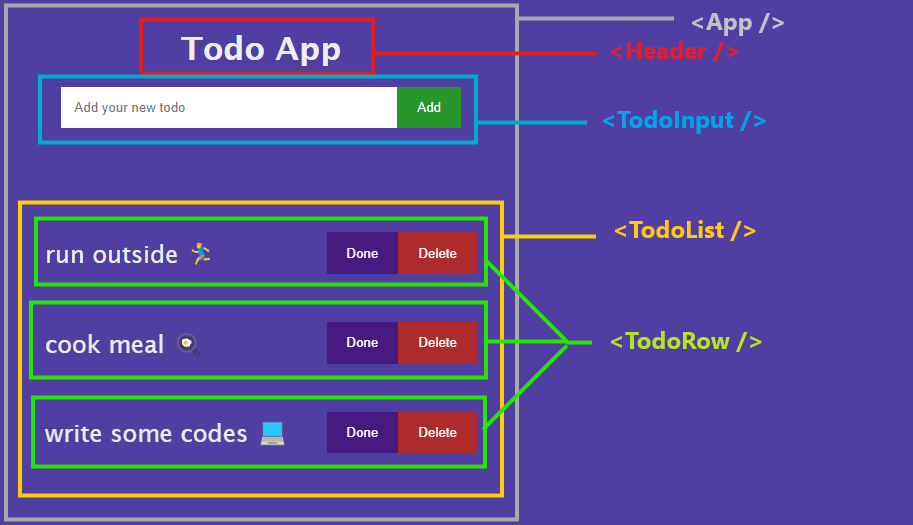 <App />
Todo App
<Header />
Add your new todo
Add
<TodoInput />
<TodoList />
run outside 🏃
Done
Delete
cook meal 🍳
Done
Delete
<TodoRow />
write some codes 💻
Done
Delete